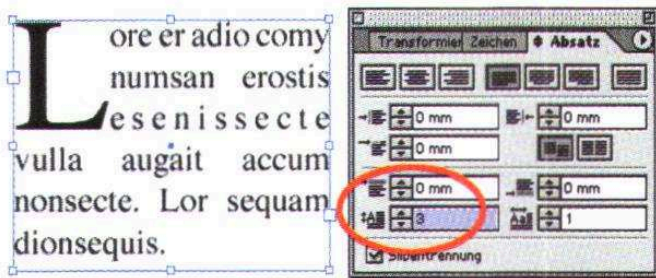 Lore er adio comy
numsan erostis
esenissecte
vulla augait accum
nonsecte. Lor sequam
dionsequis.
Transformier Zeichen Absatz
0 mm 0 mm
0 mm
0 mm 0 mm
3 1
Silbentrennung